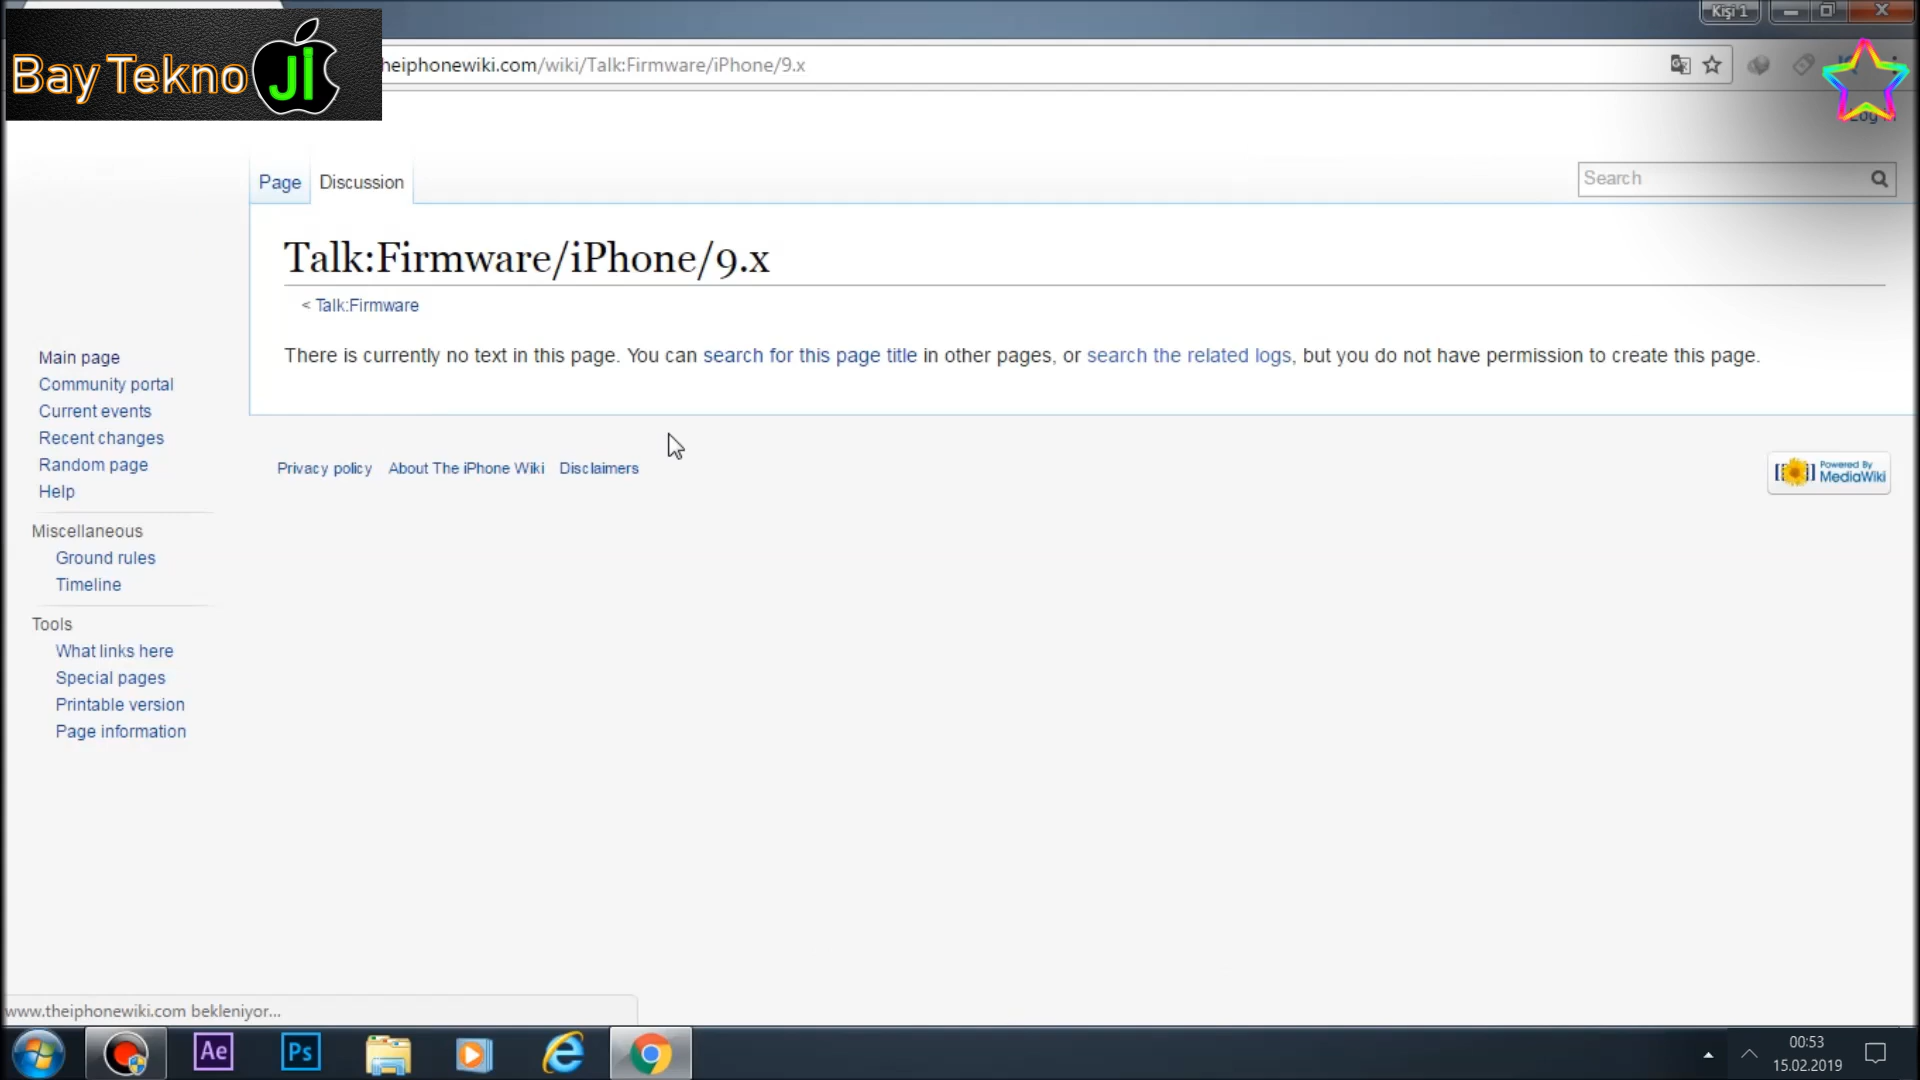 Kişi 1
Bay Tekno Jİ
heiphonewiki.com/wiki/Talk:Firmware/iPhone/9.x
Page
Discussion
Search
Talk:Firmware/iPhone/9.x
< Talk:Firmware
There is currently no text in this page. You can search for this page title in other pages, or search the related logs, but you do not have permission to create this page.
Main page
Community portal
Current events
Recent changes
Random page
Help
Privacy policy
About The iPhone Wiki
Disclaimers
Powered By
MediaWiki
Miscellaneous
Ground rules
Timeline
Tools
What links here
Special pages
Printable version
Page information
www.theiphonewiki.com bekleniyor...
Ae
Ps
00:53
15.02.2019